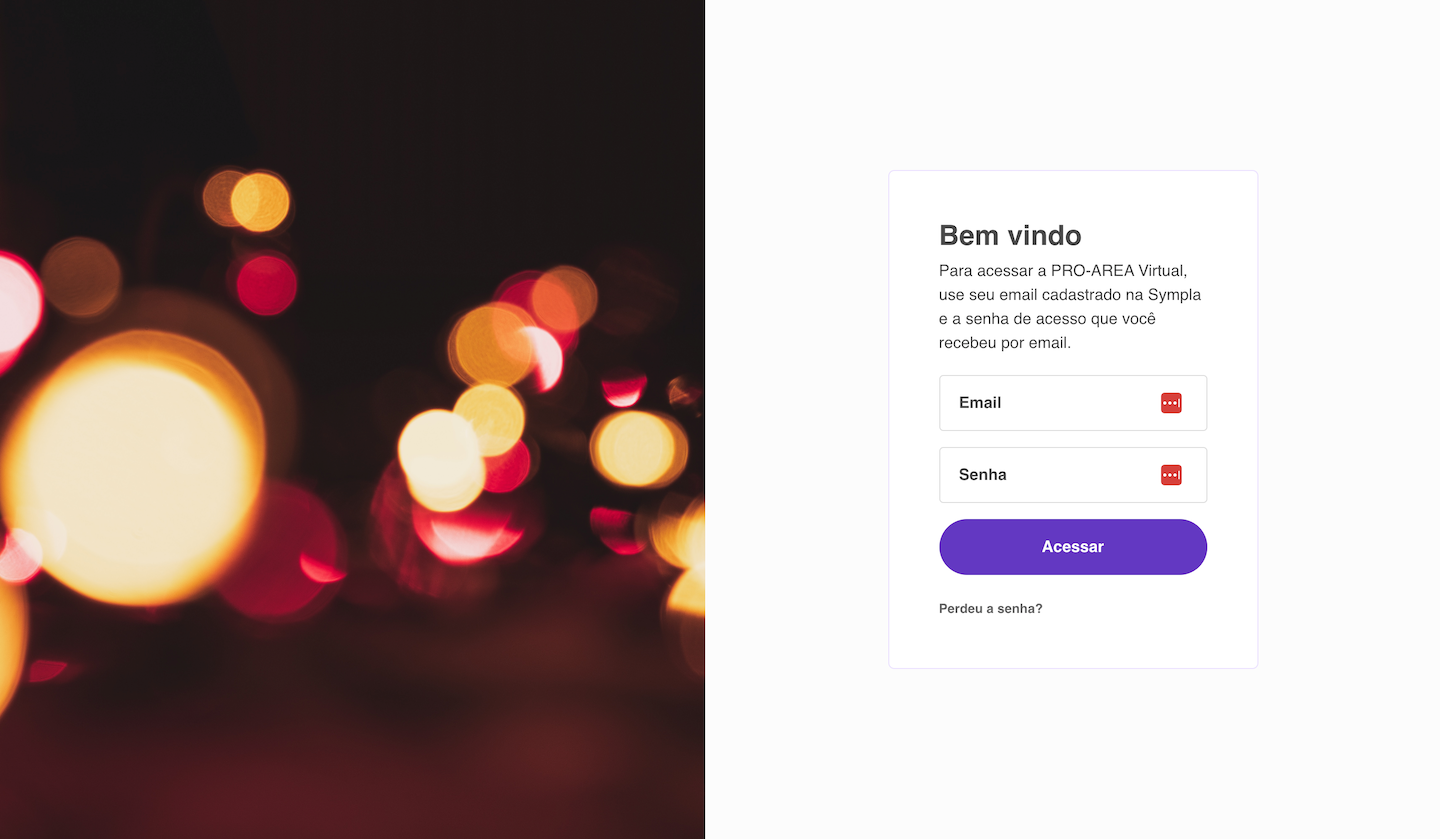 Bem vindo
Para acessar a PRO-AREA Virtual,
use seu email cadastrado na Sympla
e a senha de acesso que você
recebeu por email.
Email
Senha
Acessar
Perdeu a senha?